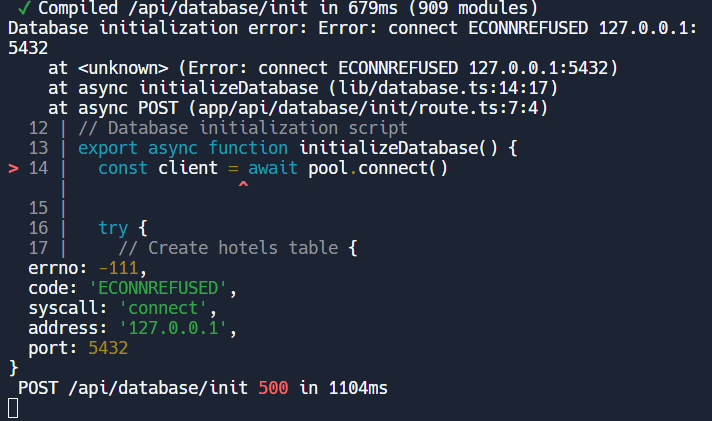 ✓ Compiled /api/database/init in 679ms (909 modules)
Database initialization error: Error: connect ECONNREFUSED 127.0.0.1:
5432
    at <unknown> (Error: connect ECONNREFUSED 127.0.0.1:5432)
    at async initializeDatabase (lib/database.ts:14:17)
    at async POST (app/api/database/init/route.ts:7:4)
  12 | // Database initialization script
  13 | export async function initializeDatabase() {
> 14 |   const client = await pool.connect()
     |                 ^
  15 |
  16 |   try {
  17 |     // Create hotels table {
  errno: -111,
  code: 'ECONNREFUSED',
  syscall: 'connect',
  address: '127.0.0.1',
  port: 5432
}
 POST /api/database/init 500 in 1104ms